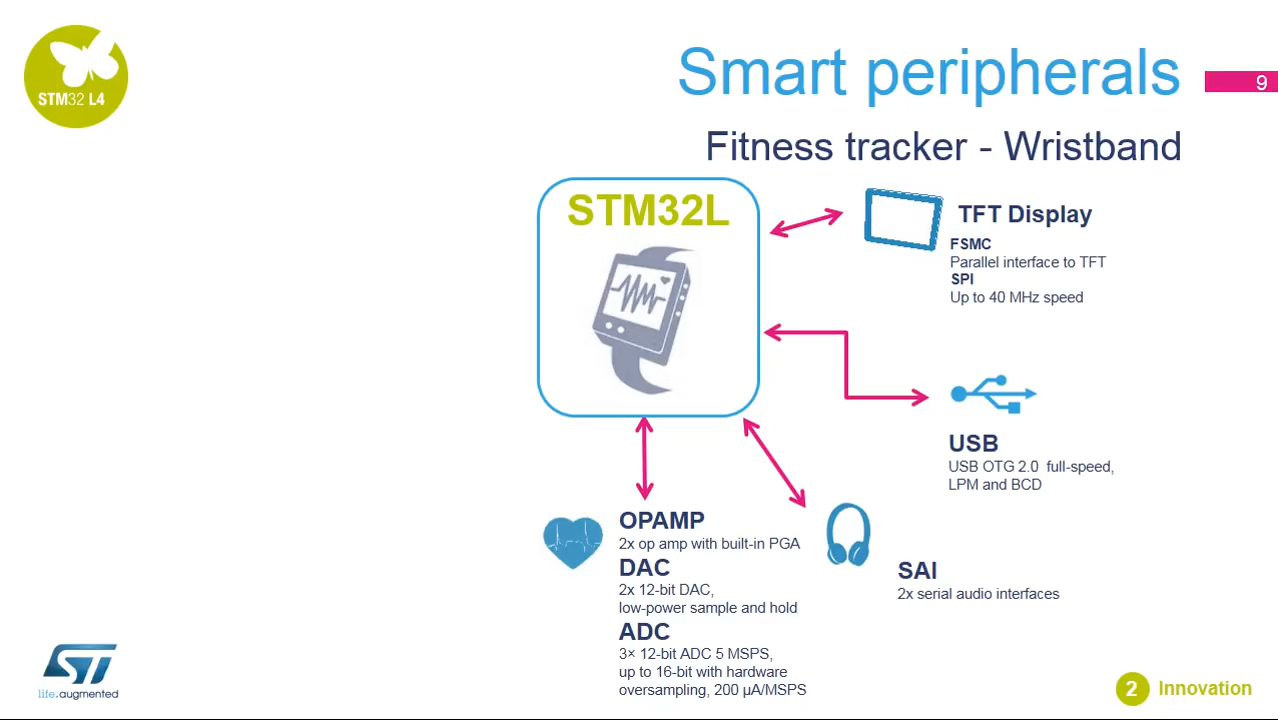 STM32 L4
Smart peripherals
9
Fitness tracker - Wristband
STM32L
TFT Display
FSMC
Parallel interface to TFT
SPI
Up to 40 MHz speed
USB
USB OTG 2.0 full-speed,
LPM and BCD
OPAMP
2x op amp with built-in PGA
DAC
2x 12-bit DAC,
low-power sample and hold
ADC
3× 12-bit ADC 5 MSPS,
up to 16-bit with hardware
oversampling, 200 µA/MSPS
SAI
2x serial audio interfaces
ST
life.augmented
2 Innovation